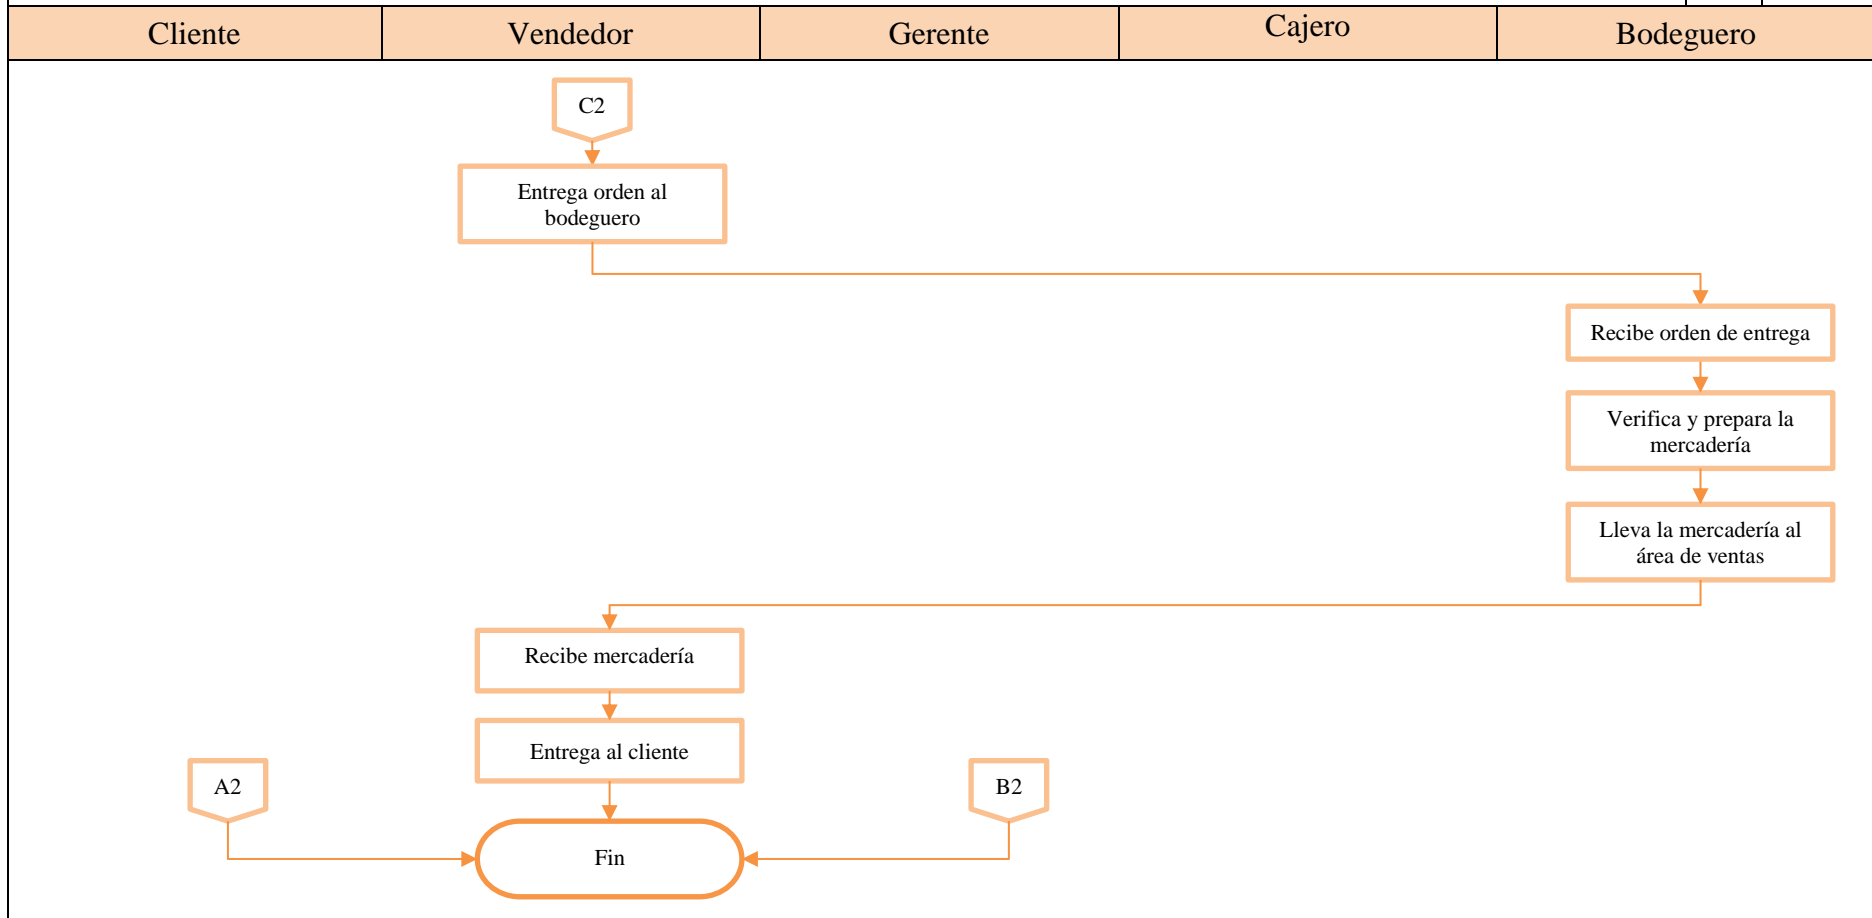 Cliente
Vendedor
Gerente
Cajero
Bodeguero
C2
Entrega orden al
bodeguero
Recibe orden de entrega
Verifica y prepara la
mercadería
Lleva la mercadería al
área de ventas
Recibe mercadería
Entrega al cliente
A2
B2
Fin